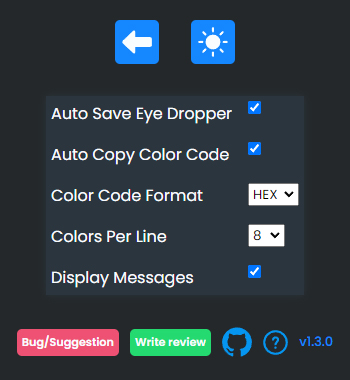 Auto Save Eye Dropper
Auto Copy Color Code
Color Code Format HEX
Colors Per Line 8
Display Messages
Bug/Suggestion Write review ? v1.3.0